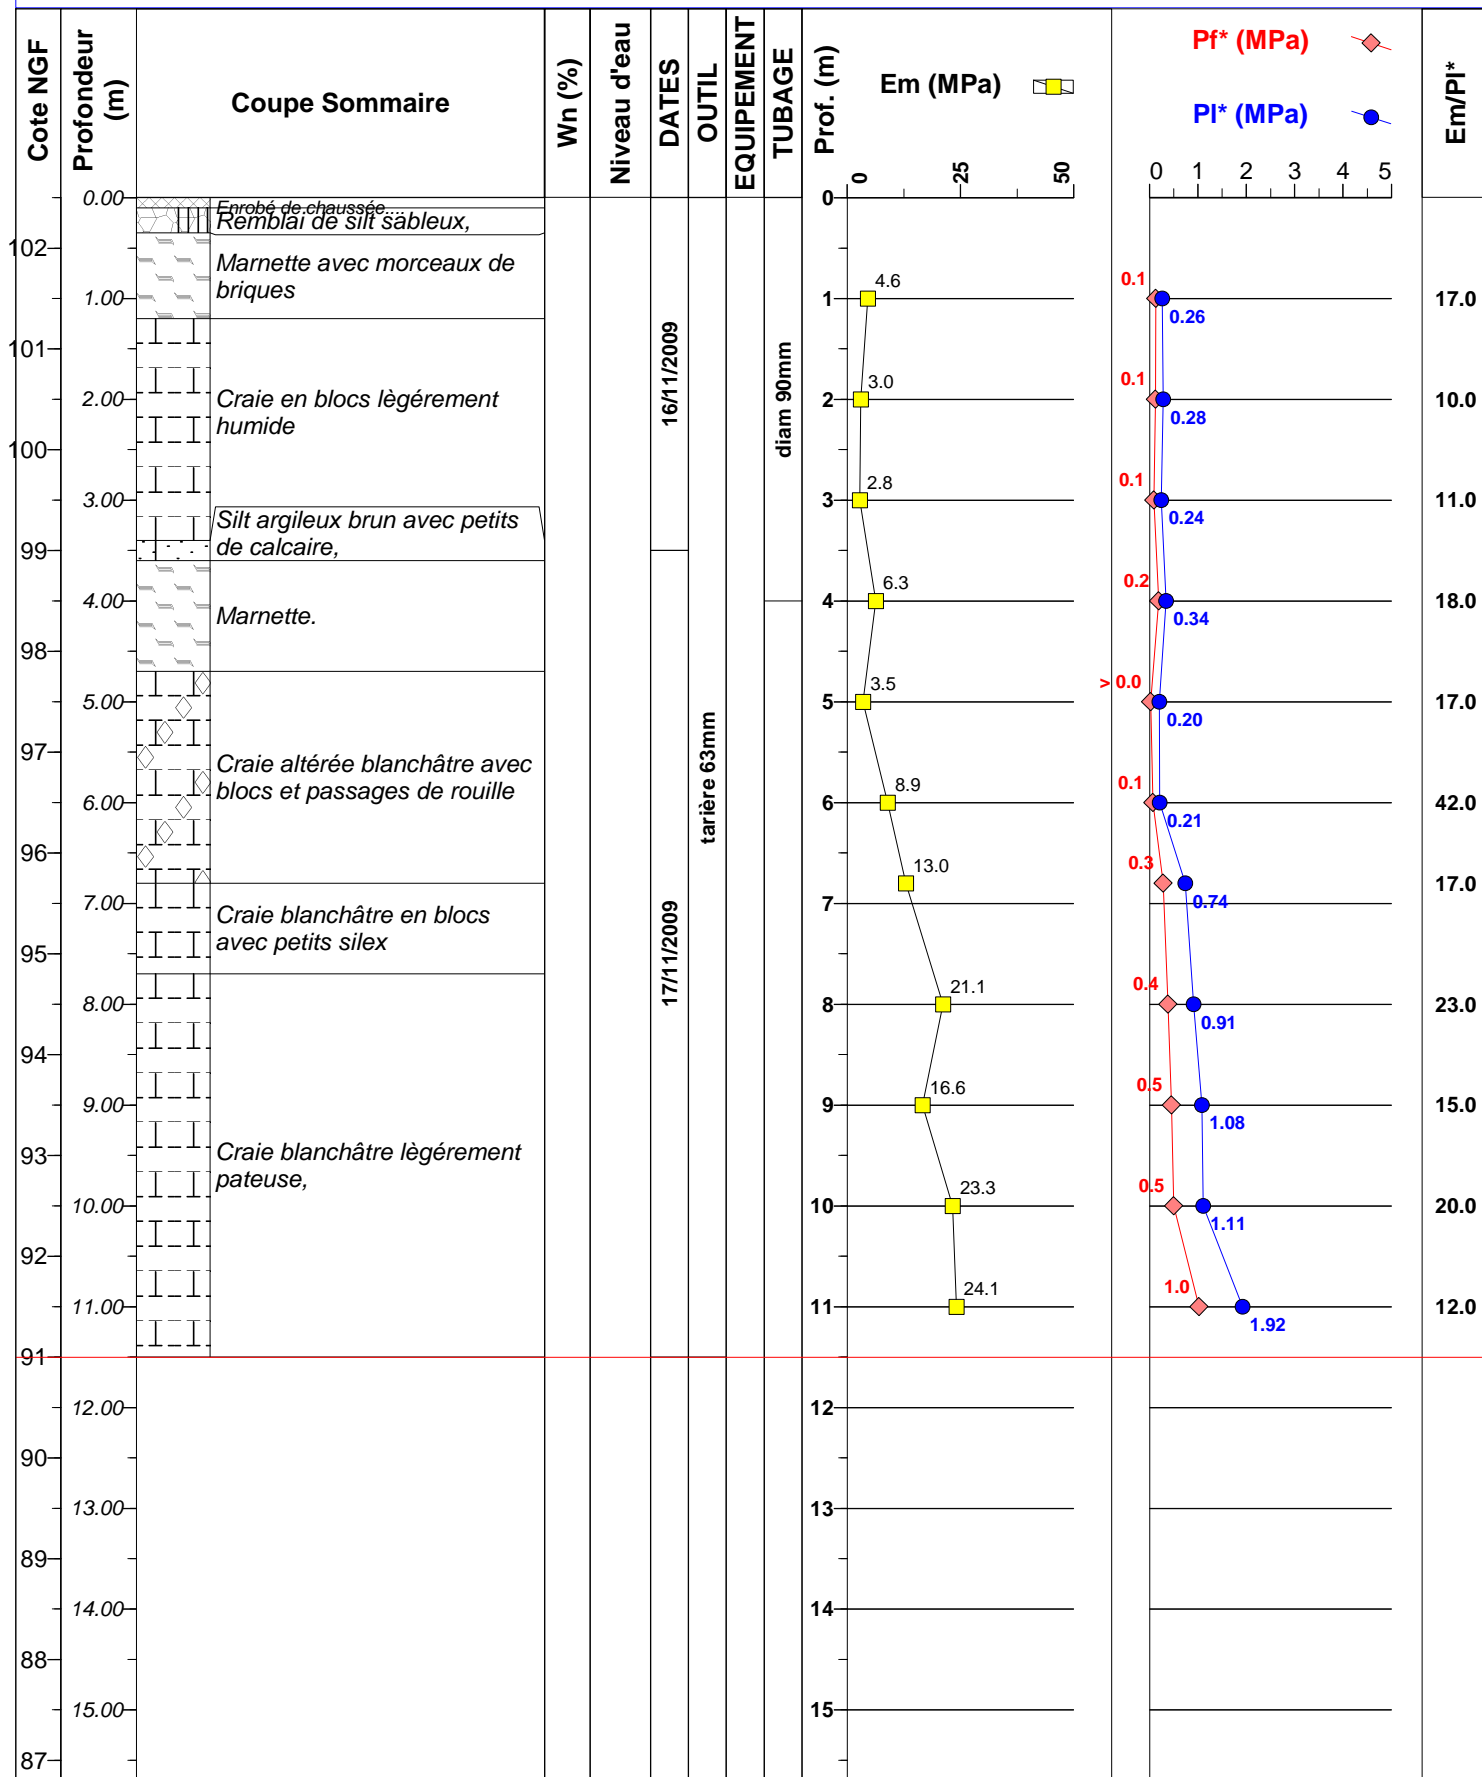 Cote NGF
Profondeur (m)
Coupe Sommaire
Wn (%)
Niveau d'eau
DATES
OUTIL
EQUIPEMENT
TUBAGE
Prof. (m)
Em (MPa)
Pf* (MPa)
Pl* (MPa)
Em/Pl*
0 25 50
0 1 2 3 4 5
0.00
Enrobé de chaussée...
0
Remblai de silt sableux,
102
Marnette avec morceaux de
briques
1.00
1
4.6
0.1
0.26
17.0
101
16/11/2009
diam 90mm
Craie en blocs lègérement
humide
2.00
2
3.0
0.1
0.28
10.0
100
3.00
3
2.8
0.1
0.24
11.0
Silt argileux brun avec petits
de calcaire,
99
4.00
Marnette.
4
6.3
0.2
0.34
18.0
98
5.00
5
3.5
> 0.0
0.20
17.0
97
Craie altérée blanchâtre avec
blocs et passages de rouille
tarière 63mm
6.00
6
8.9
0.1
0.21
42.0
96
13.0
0.3
0.74
17.0
7.00
7
Craie blanchâtre en blocs
avec petits silex
17/11/2009
95
8.00
8
21.1
0.4
0.91
23.0
94
9.00
9
16.6
0.5
1.08
15.0
93
Craie blanchâtre lègérement
pateuse,
10.00
10
23.3
0.5
1.11
20.0
92
11.00
11
24.1
1.0
1.92
12.0
91
12.00
12
90
13.00
13
89
14.00
14
88
15.00
15
87